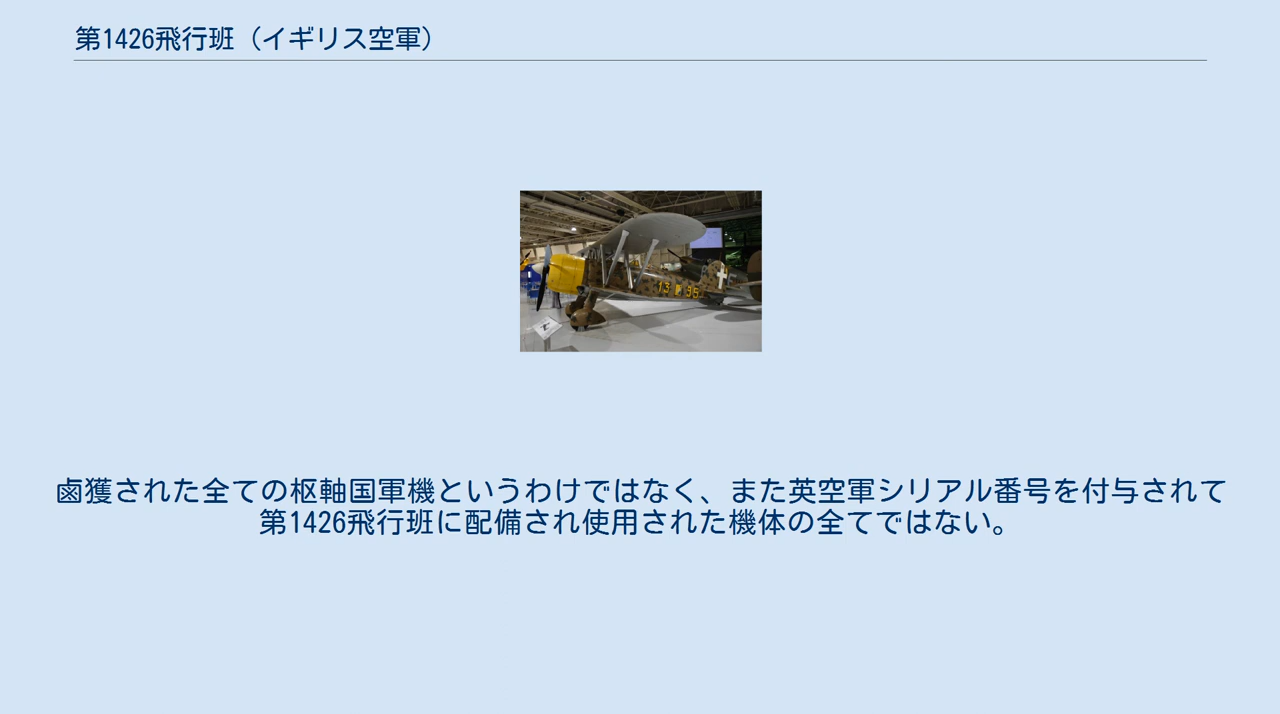 第1426飛行班（イギリス空軍）
13 95
鹵獲された全ての枢軸国軍機というわけではなく、また英空軍シリアル番号を付与されて
第1426飛行班に配備され使用された機体の全てではない。